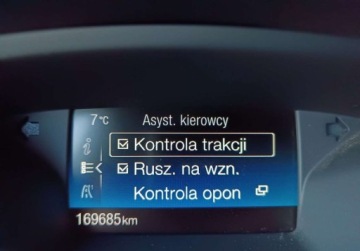 7°C
Asyst. kierowcy
Kontrola trakcji
Rusz. na wzn.
Kontrola opon
169685km